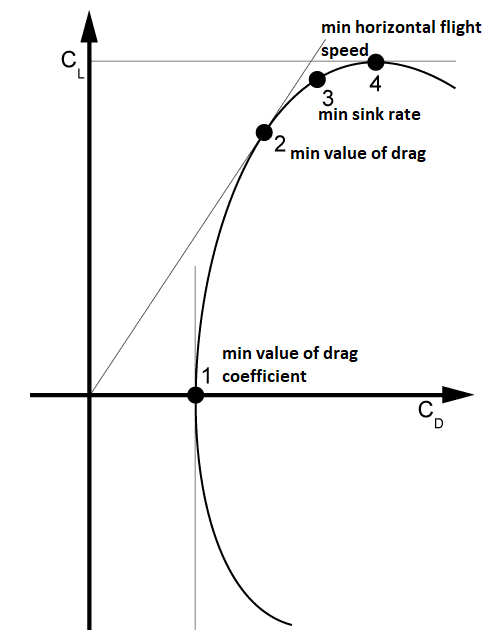 min horizontal flight
speed
C_L
4
3
min sink rate
2 min value of drag
min value of drag
1 coefficient
C_D